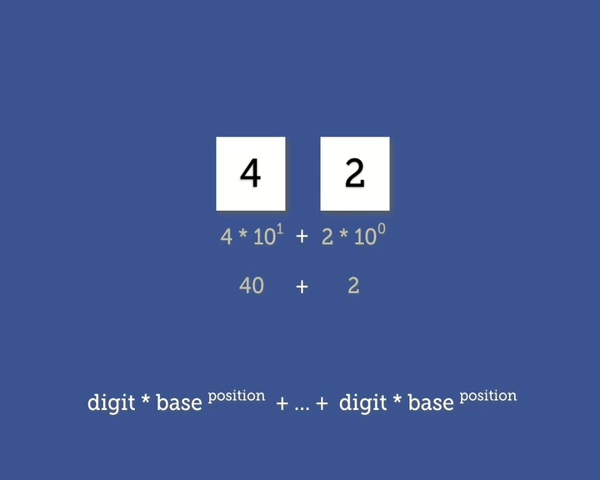 4 2
4 * 10¹ + 2 * 10⁰
40 + 2
digit * base position + ... + digit * base position